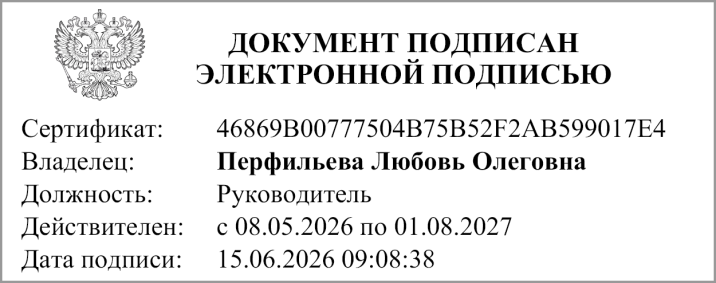 ДОКУМЕНТ ПОДПИСАН
ЭЛЕКТРОННОЙ ПОДПИСЬЮ
Сертификат: 46869B00777504B75B52F2AB599017E4
Владелец: Перфильева Любовь Олеговна
Должность: Руководитель
Действителен: с 08.05.2026 по 01.08.2027
Дата подписи: 15.06.2026 09:08:38